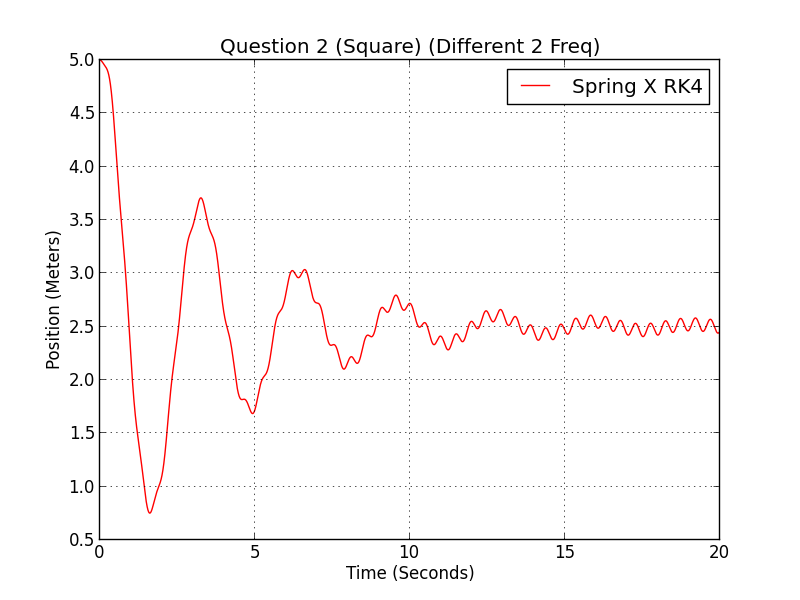 Question 2 (Square) (Different 2 Freq)
Spring X RK4
Position (Meters)
5.0
4.5
4.0
3.5
3.0
2.5
2.0
1.5
1.0
0.5
0 5 10 15 20
Time (Seconds)